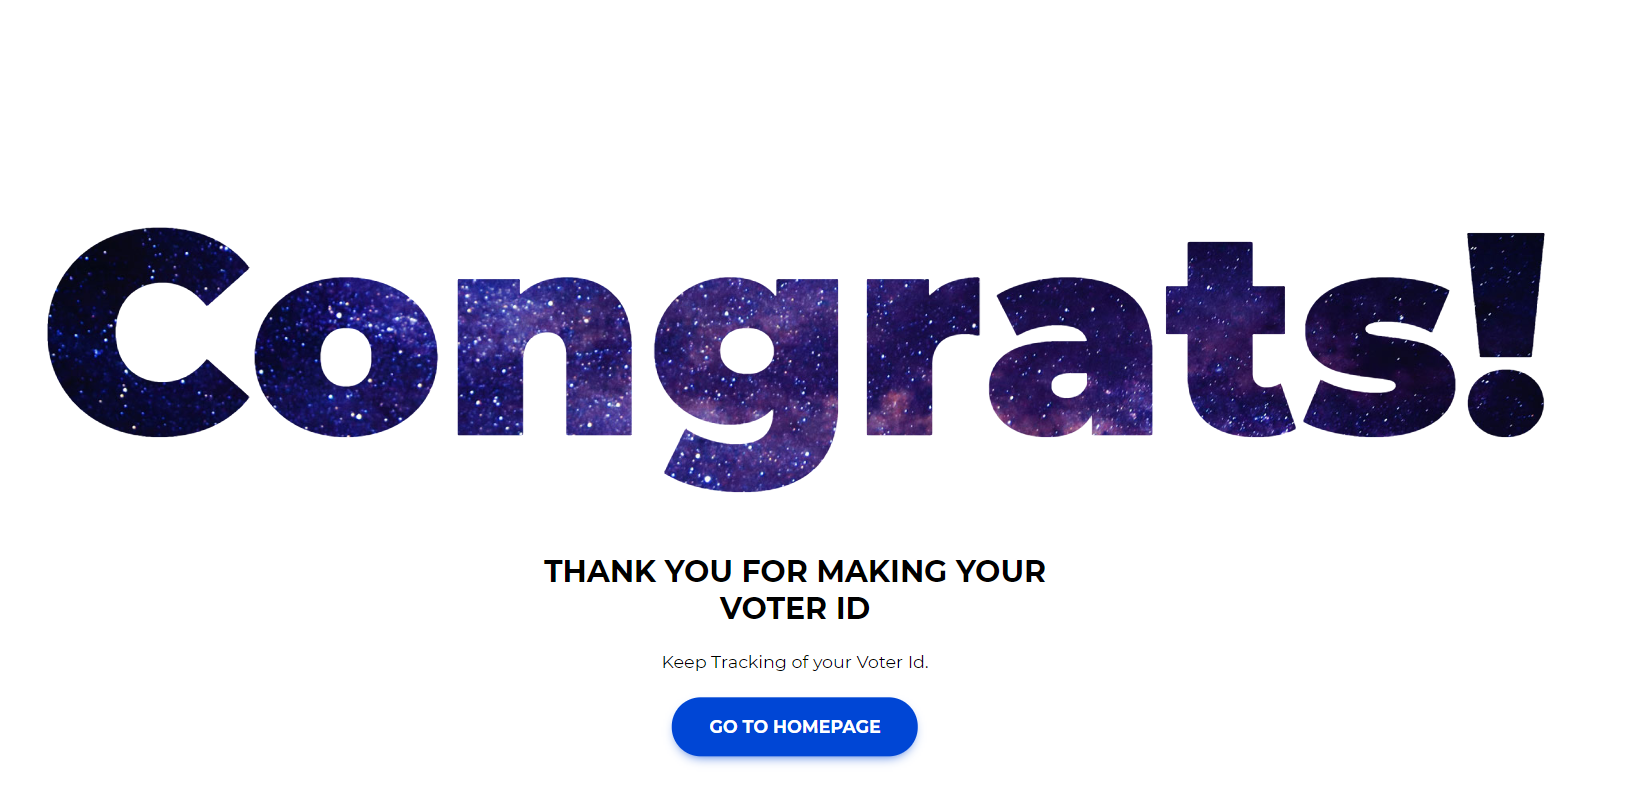 Congrats!
THANK YOU FOR MAKING YOUR
VOTER ID
Keep Tracking of your Voter Id.
GO TO HOMEPAGE